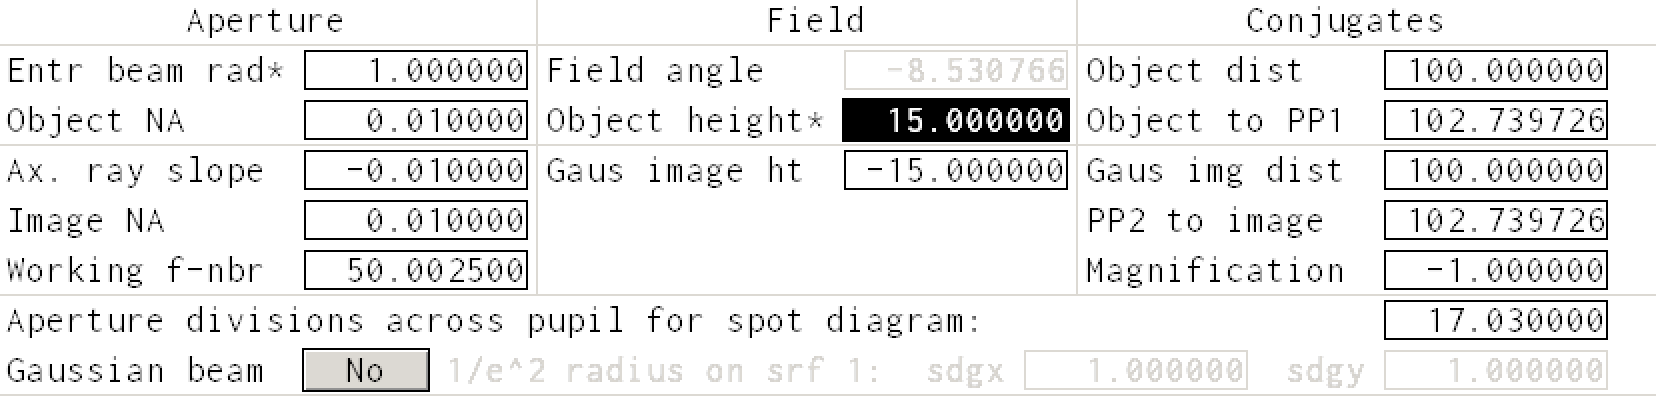 Aperture Field Conjugates
Entr beam rad* 1.000000 Field angle -8.530766 Object dist 100.000000
Object NA 0.010000 Object height* 15.000000 Object to PP1 102.739726
Ax. ray slope -0.010000 Gaus image ht -15.000000 Gaus img dist 100.000000
Image NA 0.010000 PP2 to image 102.739726
Working f-nbr 50.002500 Magnification -1.000000
Aperture divisions across pupil for spot diagram: 17.030000
Gaussian beam No 1/e^2 radius on srf 1: sdgx 1.000000 sdgy 1.000000